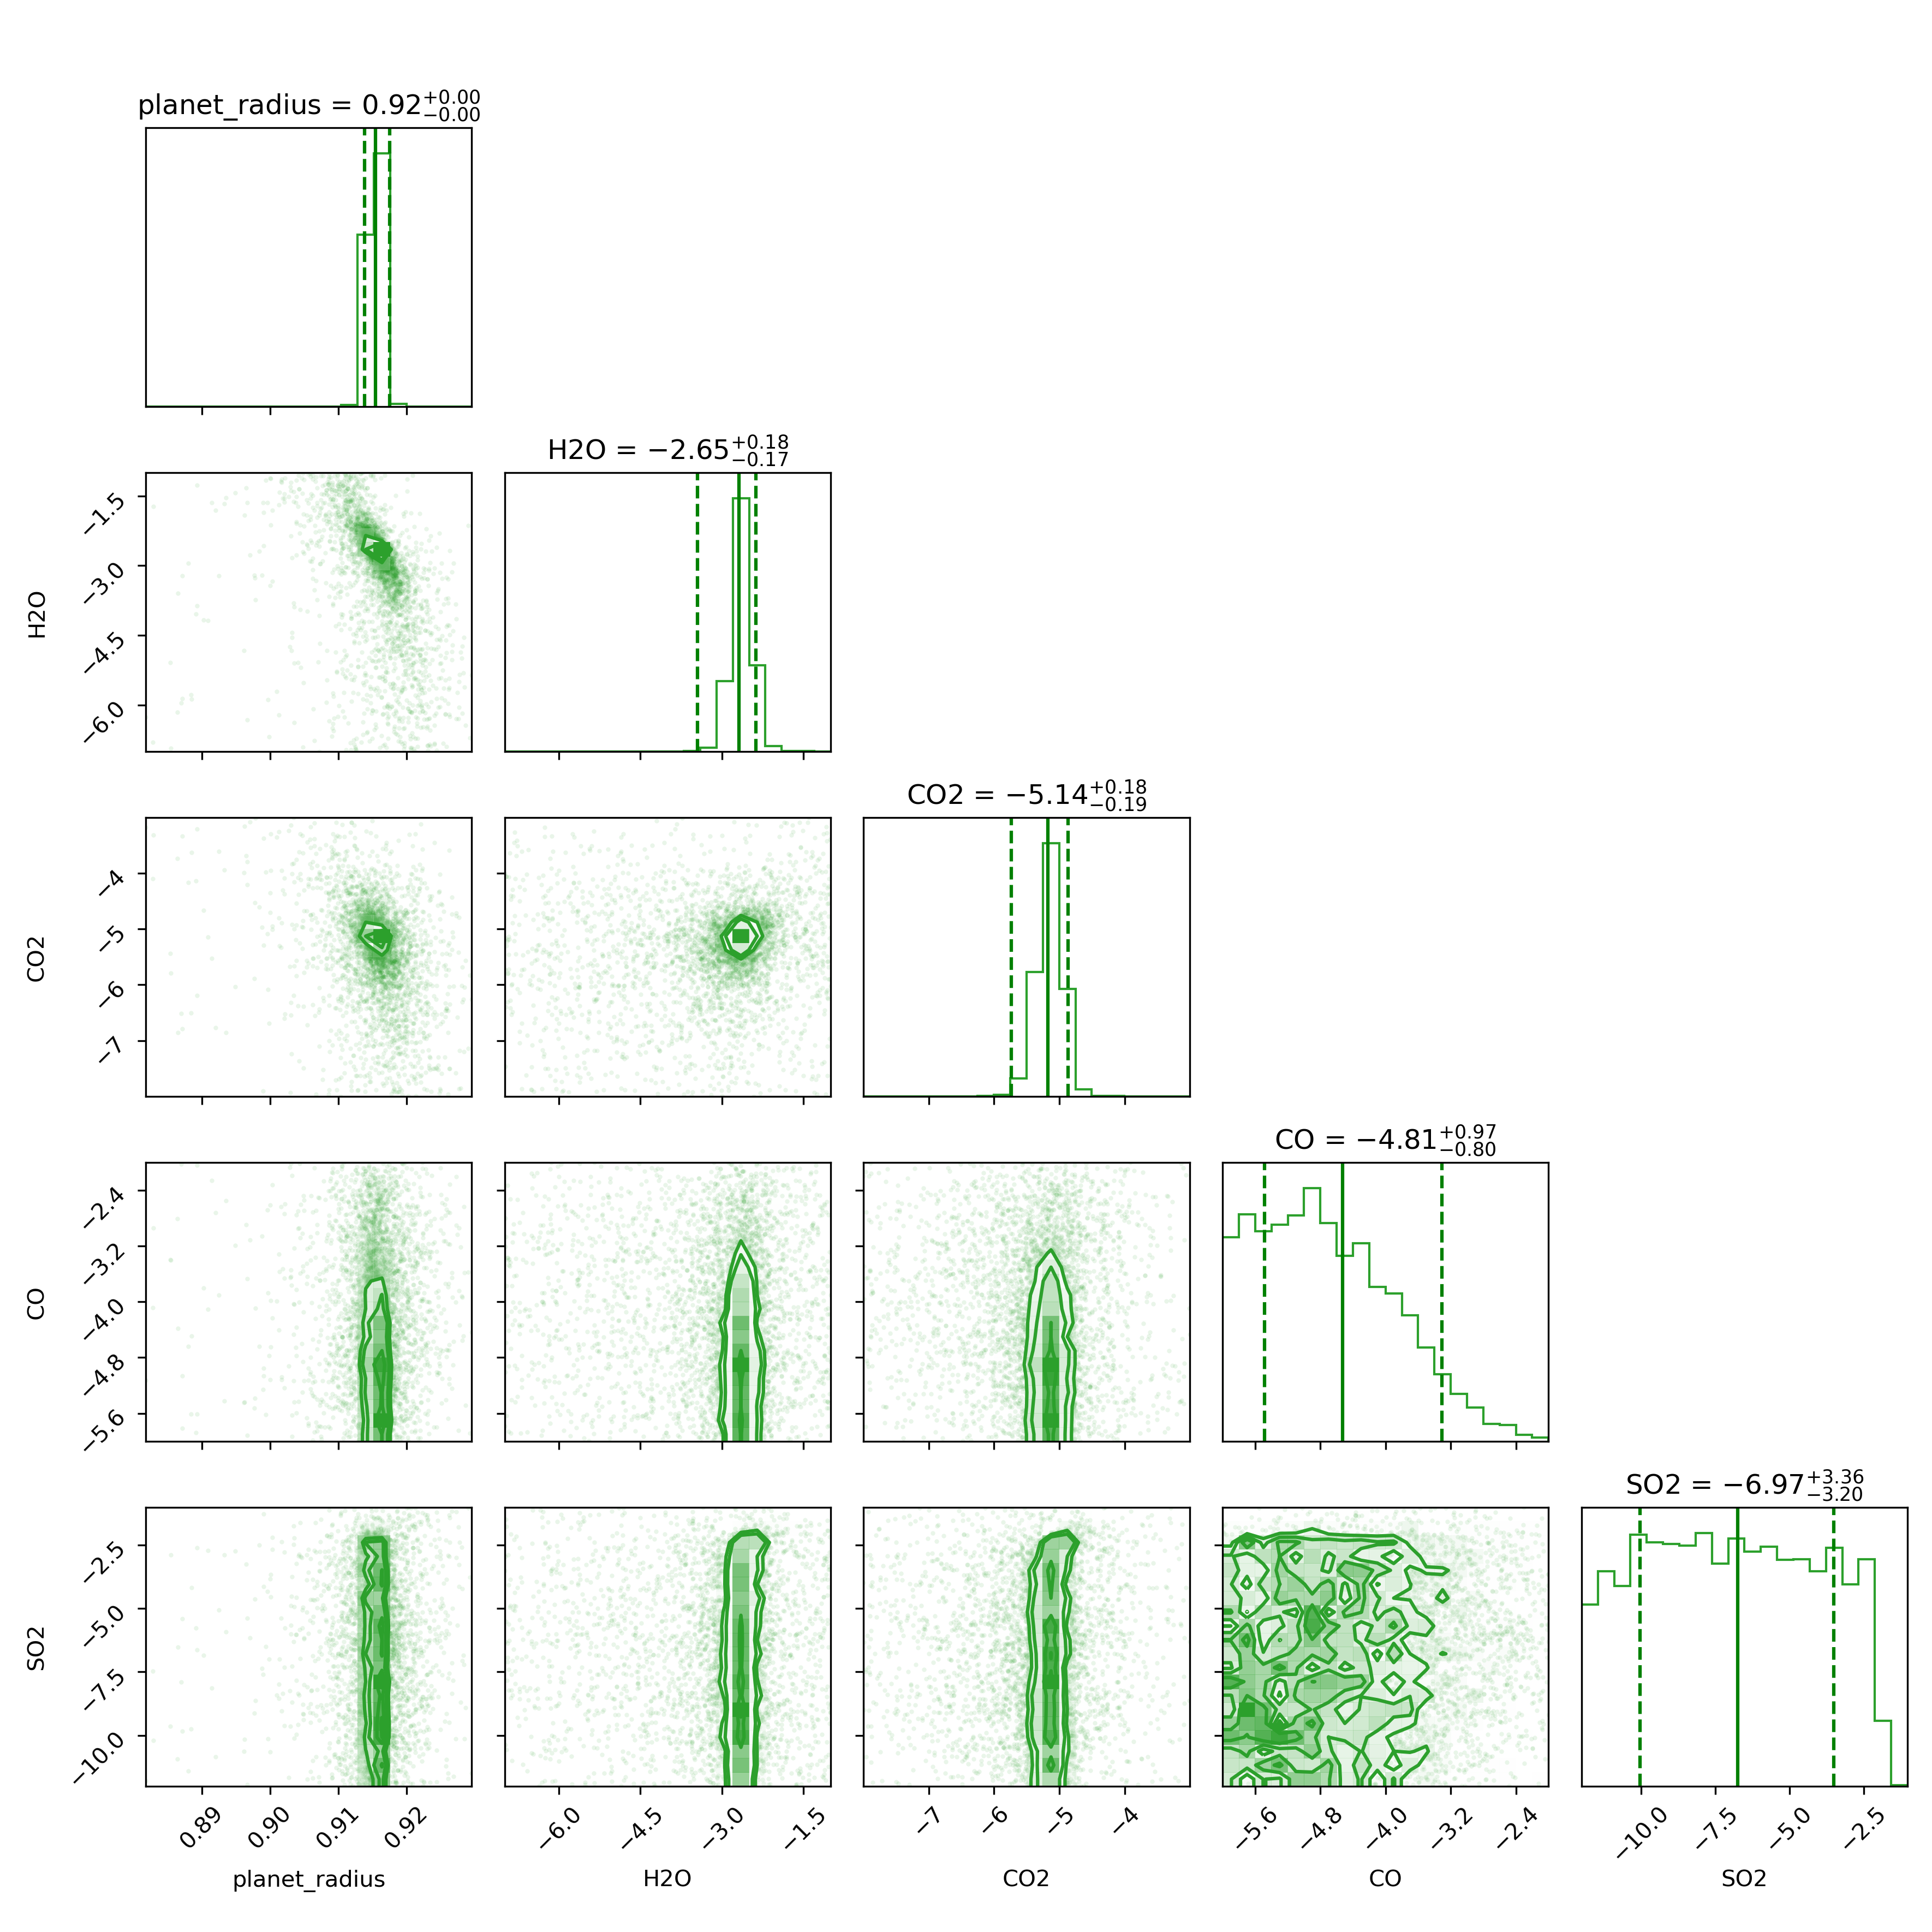 planet_radius = 0.92+0.00 −0.00
H2O = −2.65+0.18 −0.17
−1.5
−3.0
−4.5
−6.0
H2O
CO2 = −5.14+0.18 −0.19
−4
−5
−6
−7
CO2
CO = −4.81+0.97 −0.80
−2.4
−3.2
−4.0
−4.8
−5.6
CO
SO2 = −6.97+3.36 −3.20
−2.5
−5.0
−7.5
−10.0
SO2
0.89 0.90 0.91 0.92
−6.0 −4.5 −3.0 −1.5
−7 −6 −5 −4
−5.6 −4.8 −4.0 −3.2 −2.4
−10.0 −7.5 −5.0 −2.5
planet_radius
H2O
CO2
CO
SO2